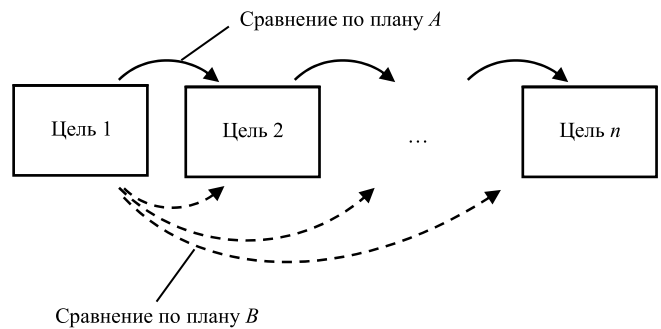 Сравнение по плану A
Цель 1
Цель 2
...
Цель n
Сравнение по плану B